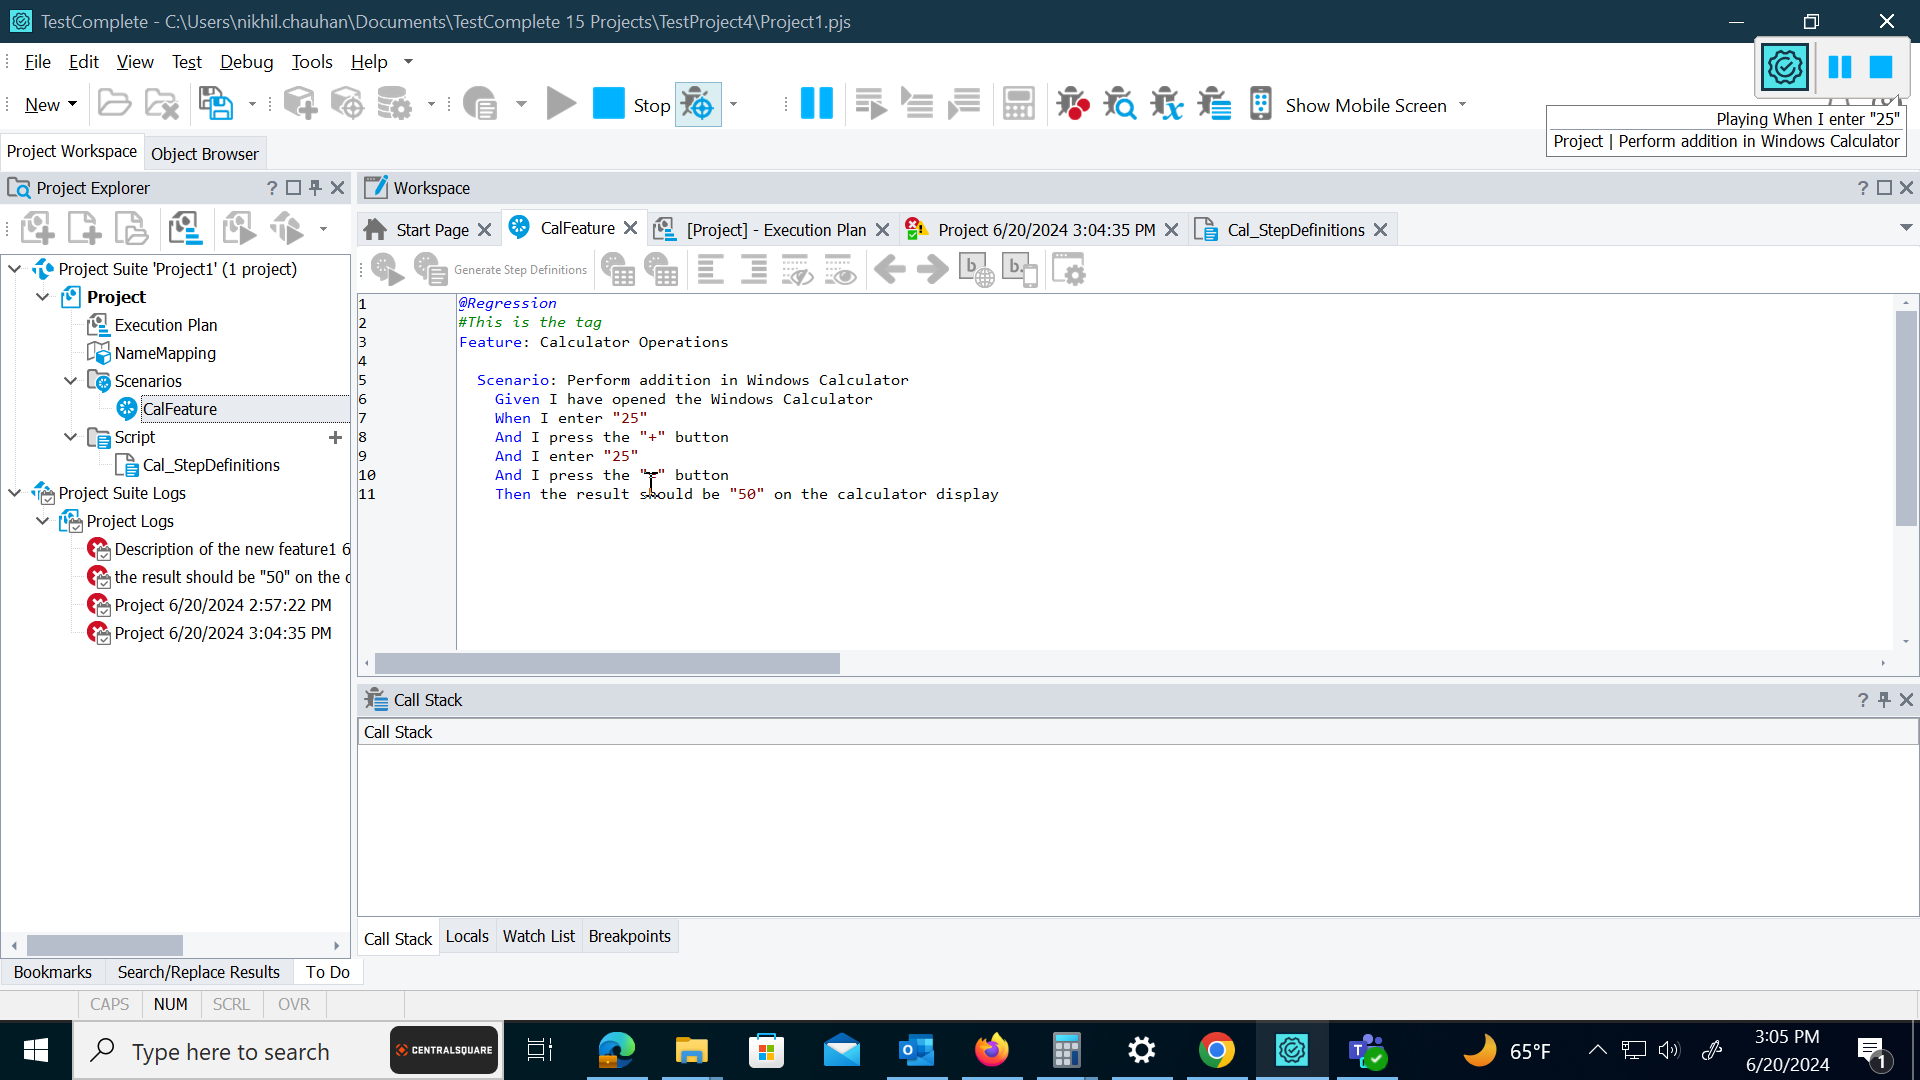 TestComplete - C:\Users\nikhil.chauhan\Documents\TestComplete 15 Projects\TestProject4\Project1.pjs
File Edit View Test Debug Tools Help
New Stop Show Mobile Screen
Playing When I enter "25"
Project | Perform addition in Windows Calculator
Project Workspace Object Browser
Project Explorer
Workspace
Start Page CalFeature [Project] - Execution Plan Project 6/20/2024 3:04:35 PM Cal_StepDefinitions
Generate Step Definitions
Project Suite 'Project1' (1 project)
Project
Execution Plan
NameMapping
Scenarios
CalFeature
Script
Cal_StepDefinitions
Project Suite Logs
Project Logs
Description of the new feature1 6
the result should be "50" on the c
Project 6/20/2024 2:57:22 PM
Project 6/20/2024 3:04:35 PM
1 @Regression
2 #This is the tag
3 Feature: Calculator Operations
4
5 Scenario: Perform addition in Windows Calculator
6 Given I have opened the Windows Calculator
7 When I enter "25"
8 And I press the "+" button
9 And I enter "25"
10 And I press the "=" button
11 Then the result should be "50" on the calculator display
Call Stack
Call Stack
Call Stack Locals Watch List Breakpoints
Bookmarks Search/Replace Results To Do
CAPS NUM SCRL OVR
Type here to search
CENTRALSQUARE
65°F
3:05 PM
6/20/2024
1